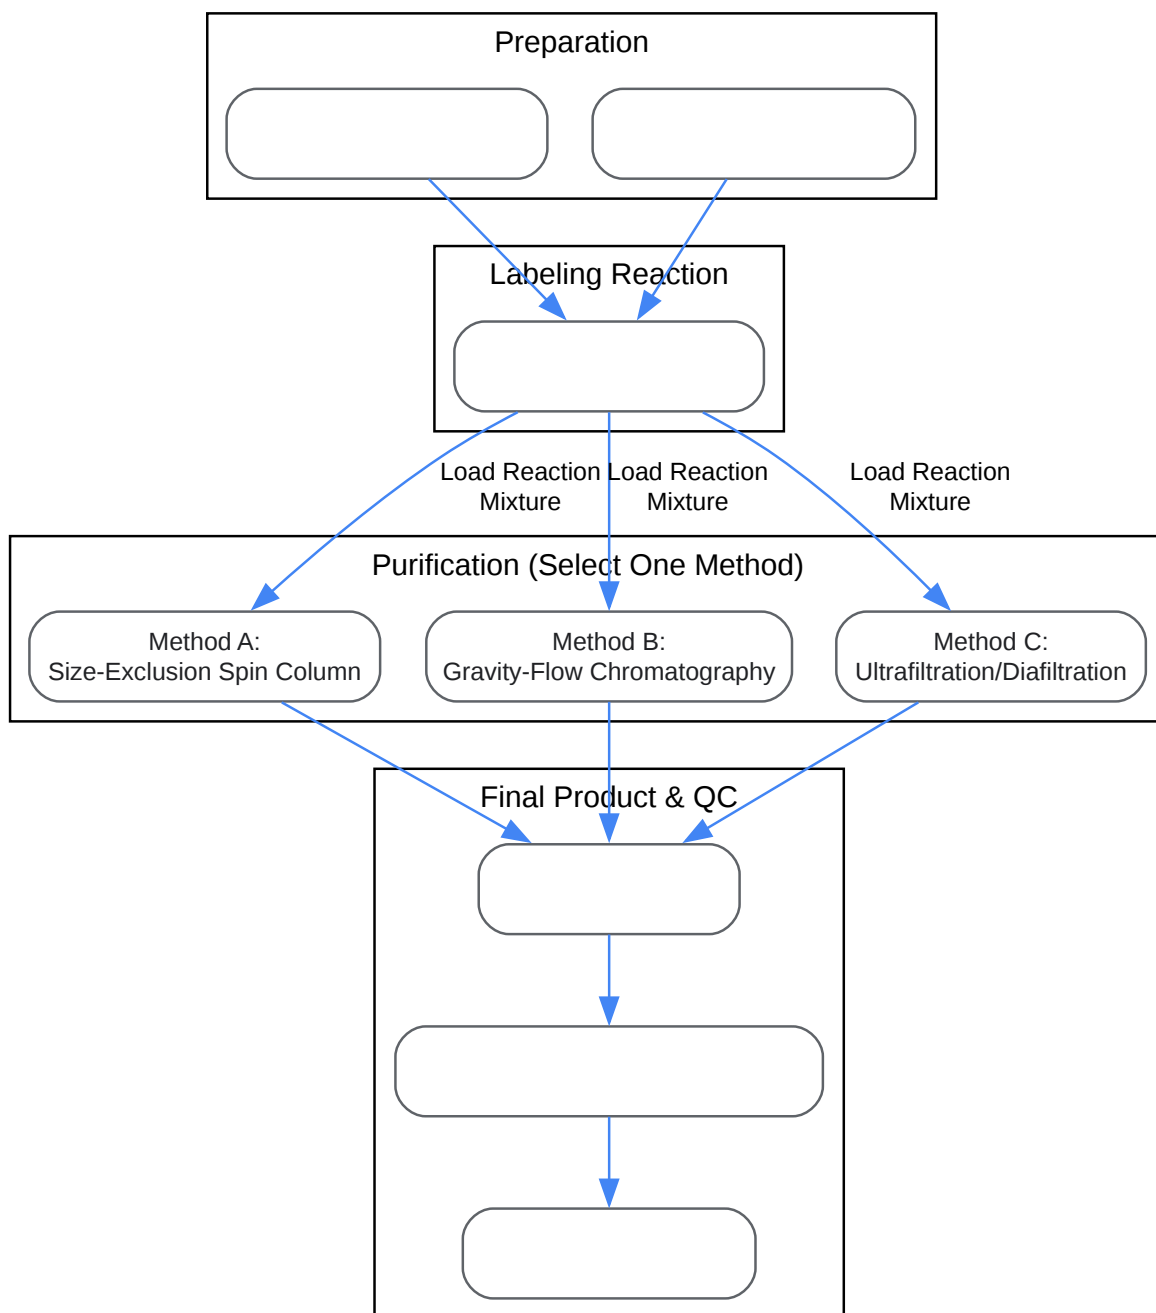 Preparation
Labeling Reaction
Load Reaction
Mixture
Load Reaction
Mixture
Load Reaction
Mixture
Purification (Select One Method)
Method A:
Size-Exclusion Spin Column
Method B:
Gravity-Flow Chromatography
Method C:
Ultrafiltration/Diafiltration
Final Product & QC